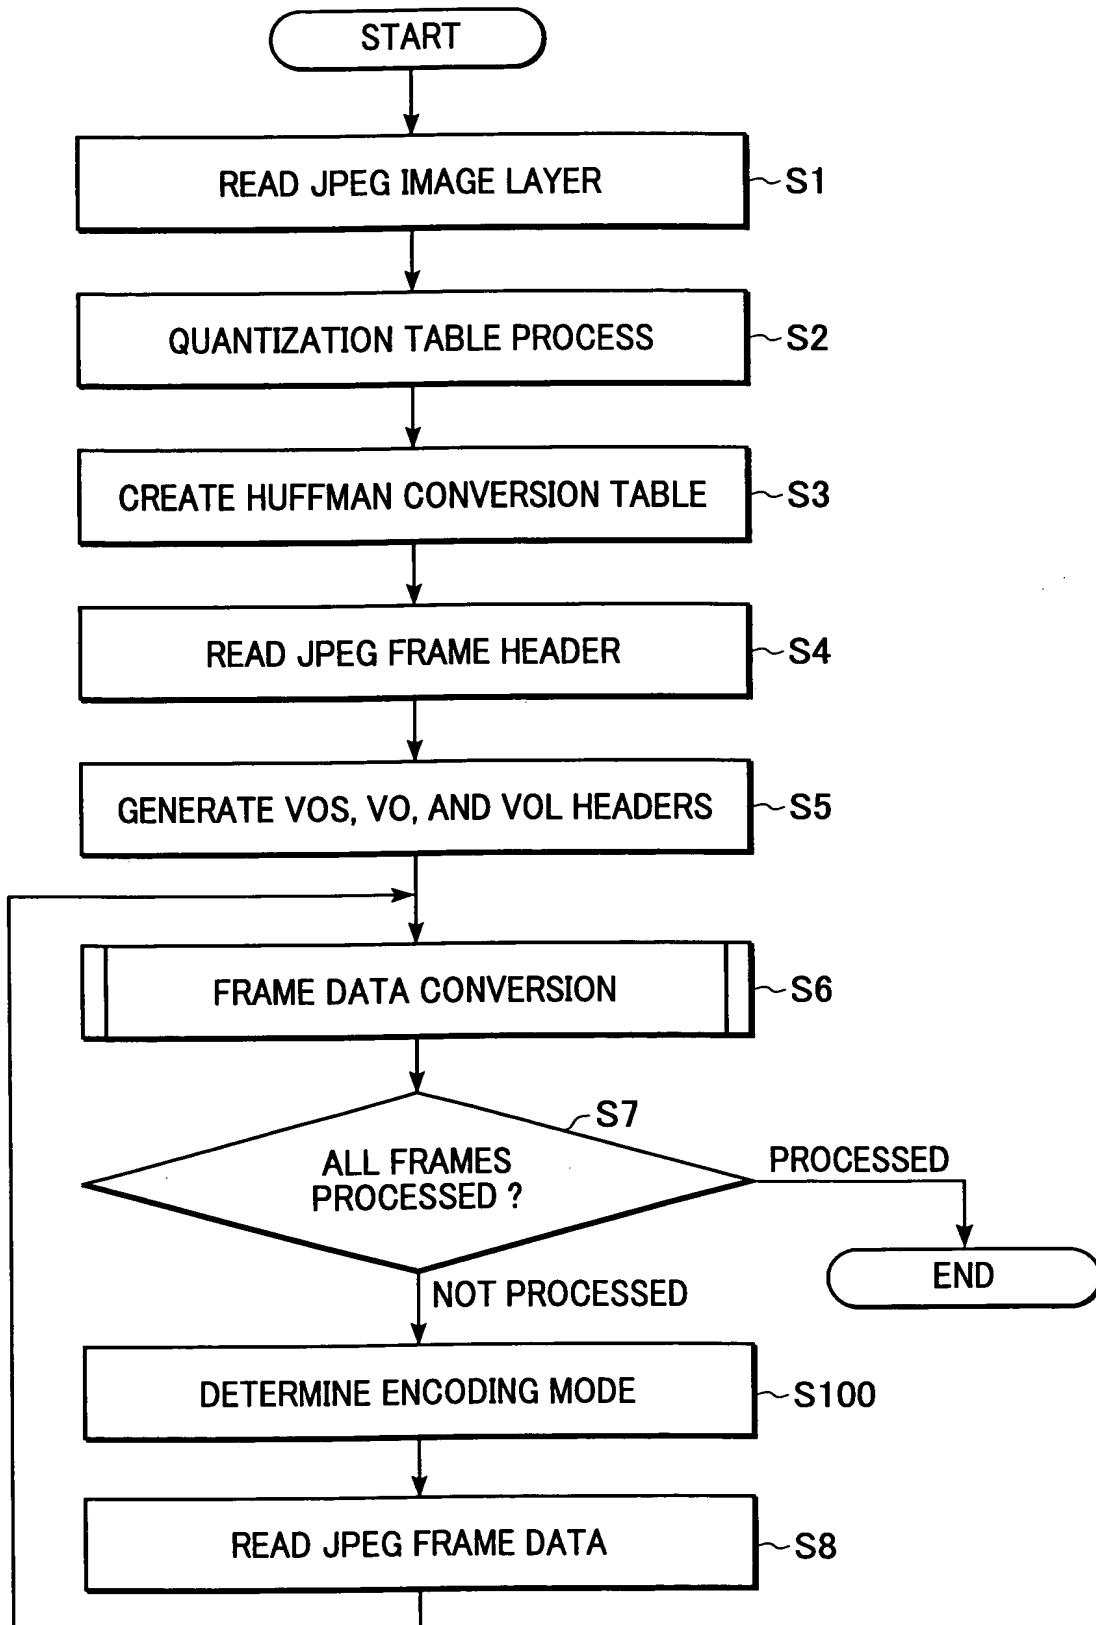 START
READ JPEG IMAGE LAYER
S1
QUANTIZATION TABLE PROCESS
S2
CREATE HUFFMAN CONVERSION TABLE
S3
READ JPEG FRAME HEADER
S4
GENERATE VOS, VO, AND VOL HEADERS
S5
FRAME DATA CONVERSION
S6
S7
ALL FRAMES
PROCESSED ?
PROCESSED
END
NOT PROCESSED
DETERMINE ENCODING MODE
S100
READ JPEG FRAME DATA
S8